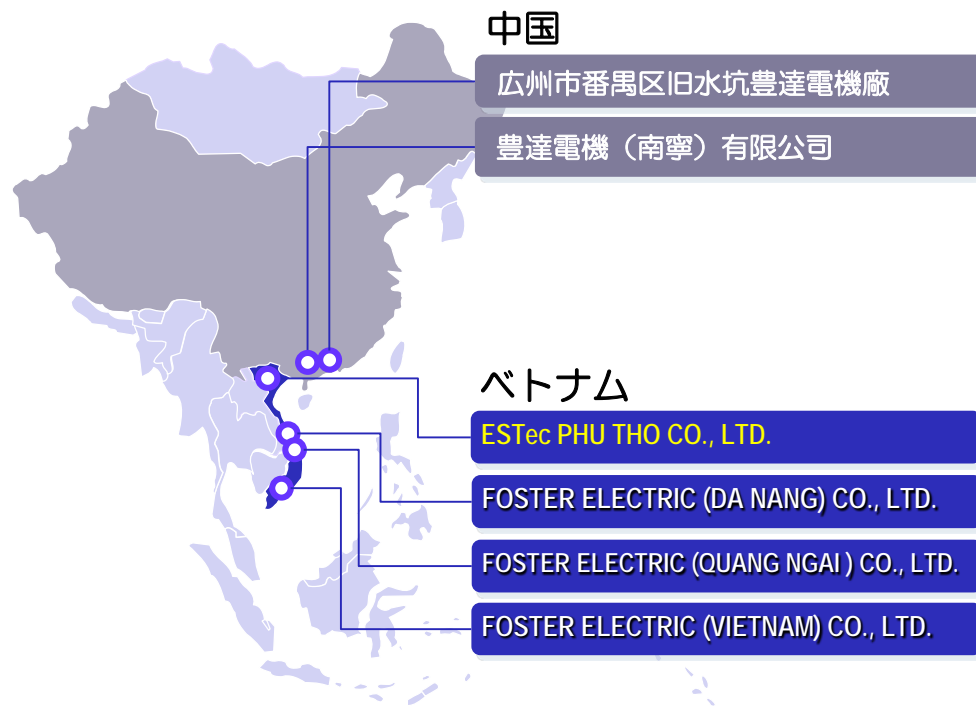 中国
広州市番禺区旧水坑豊達電機廠
豊達電機（南寧）有限公司
ベトナム
ESTec PHU THO CO., LTD.
FOSTER ELECTRIC (DA NANG) CO., LTD.
FOSTER ELECTRIC (QUANG NGAI ) CO., LTD.
FOSTER ELECTRIC (VIETNAM) CO., LTD.